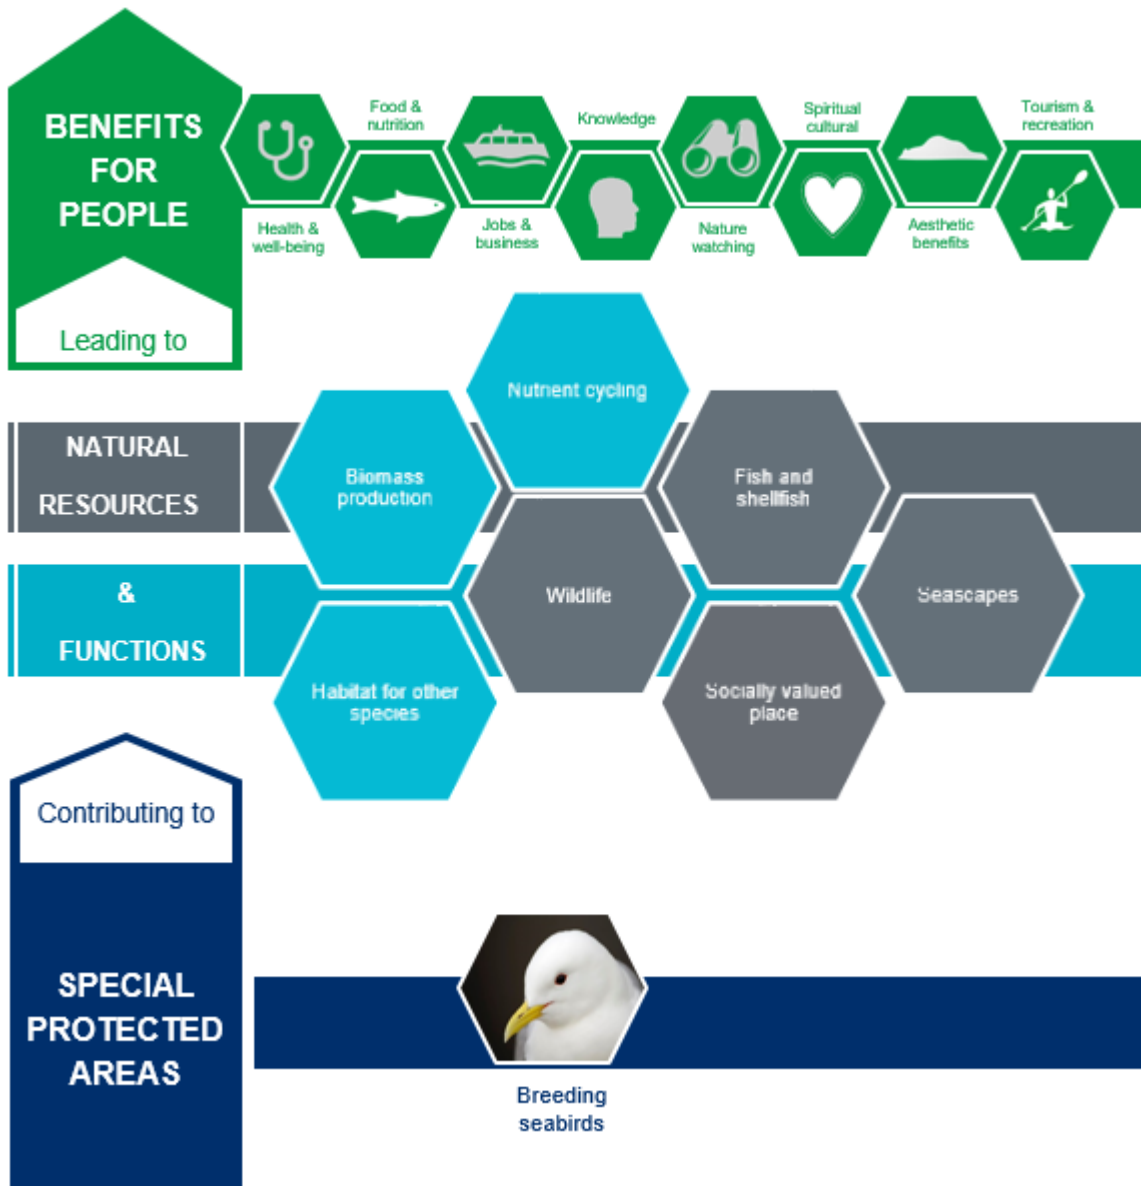 BENEFITS
FOR
PEOPLE
Leading to
Health &
well-being
Food &
nutrition
Jobs &
business
Knowledge
Nature
watching
Spiritual
cultural
Aesthetic
benefits
Tourism &
recreation
NATURAL
RESOURCES
&
FUNCTIONS
Nutrient cycling
Biomass
production
Fish and
shellfish
Wildlife
Seascapes
Habitat for other
species
Socially valued
place
Contributing to
SPECIAL
PROTECTED
AREAS
Breeding
seabirds